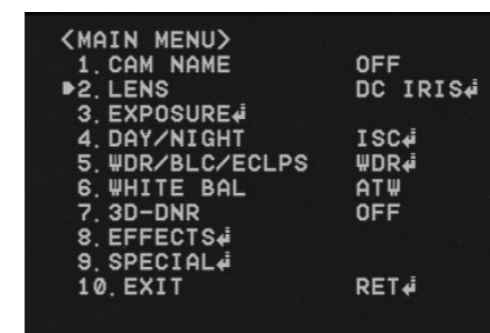 <MAIN MENU>
1. CAM NAME OFF
2. LENS DC IRIS↲
3. EXPOSURE↲
4. DAY/NIGHT ISC↲
5. WDR/BLC/ECLPS WDR↲
6. WHITE BAL ATW
7. 3D-DNR OFF
8. EFFECTS↲
9. SPECIAL↲
10. EXIT RET↲